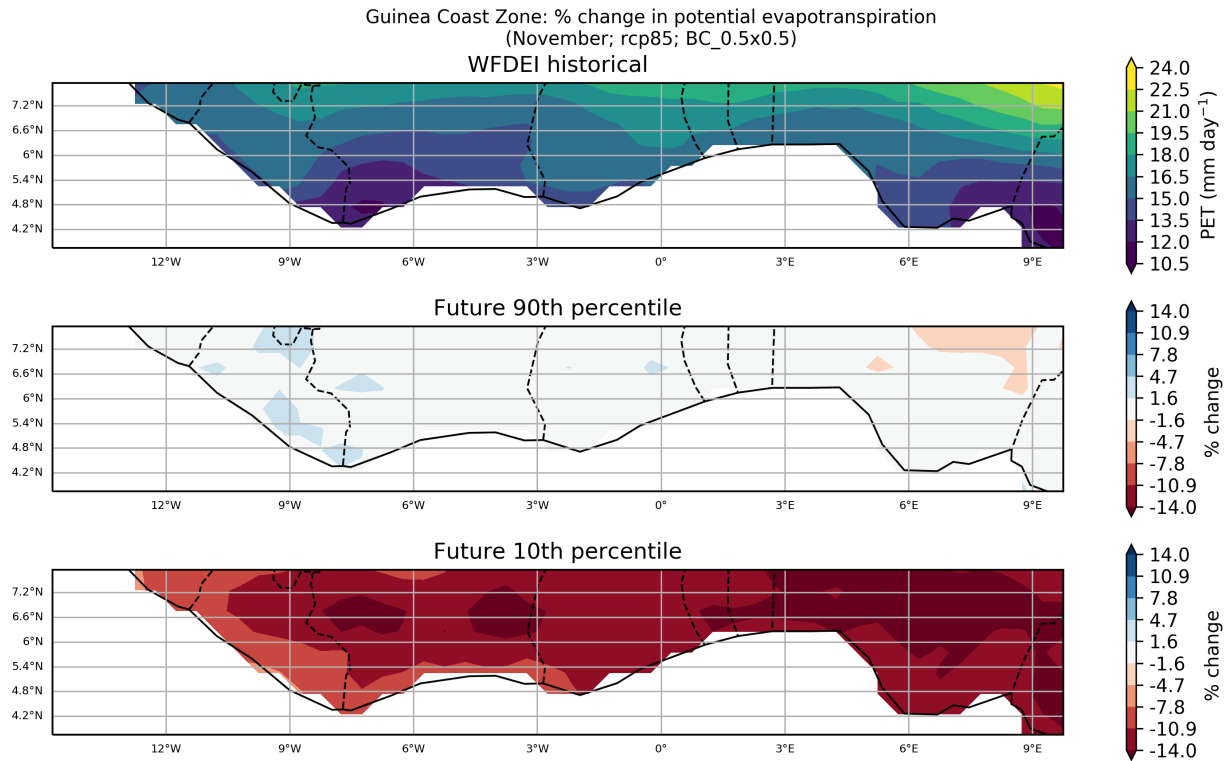 Guinea Coast Zone: % change in potential evapotranspiration
(November; rcp85; BC_0.5x0.5)
WFDEI historical
7.2°N
6.6°N
6°N
5.4°N
4.8°N
4.2°N
12°W 9°W 6°W 3°W 0° 3°E 6°E 9°E
24.0
22.5
21.0
19.5
18.0
16.5
15.0
13.5
12.0
10.5
PET (mm day⁻¹)
Future 90th percentile
7.2°N
6.6°N
6°N
5.4°N
4.8°N
4.2°N
12°W 9°W 6°W 3°W 0° 3°E 6°E 9°E
14.0
10.9
7.8
4.7
1.6
-1.6
-4.7
-7.8
-10.9
-14.0
% change
Future 10th percentile
7.2°N
6.6°N
6°N
5.4°N
4.8°N
4.2°N
12°W 9°W 6°W 3°W 0° 3°E 6°E 9°E
14.0
10.9
7.8
4.7
1.6
-1.6
-4.7
-7.8
-10.9
-14.0
% change